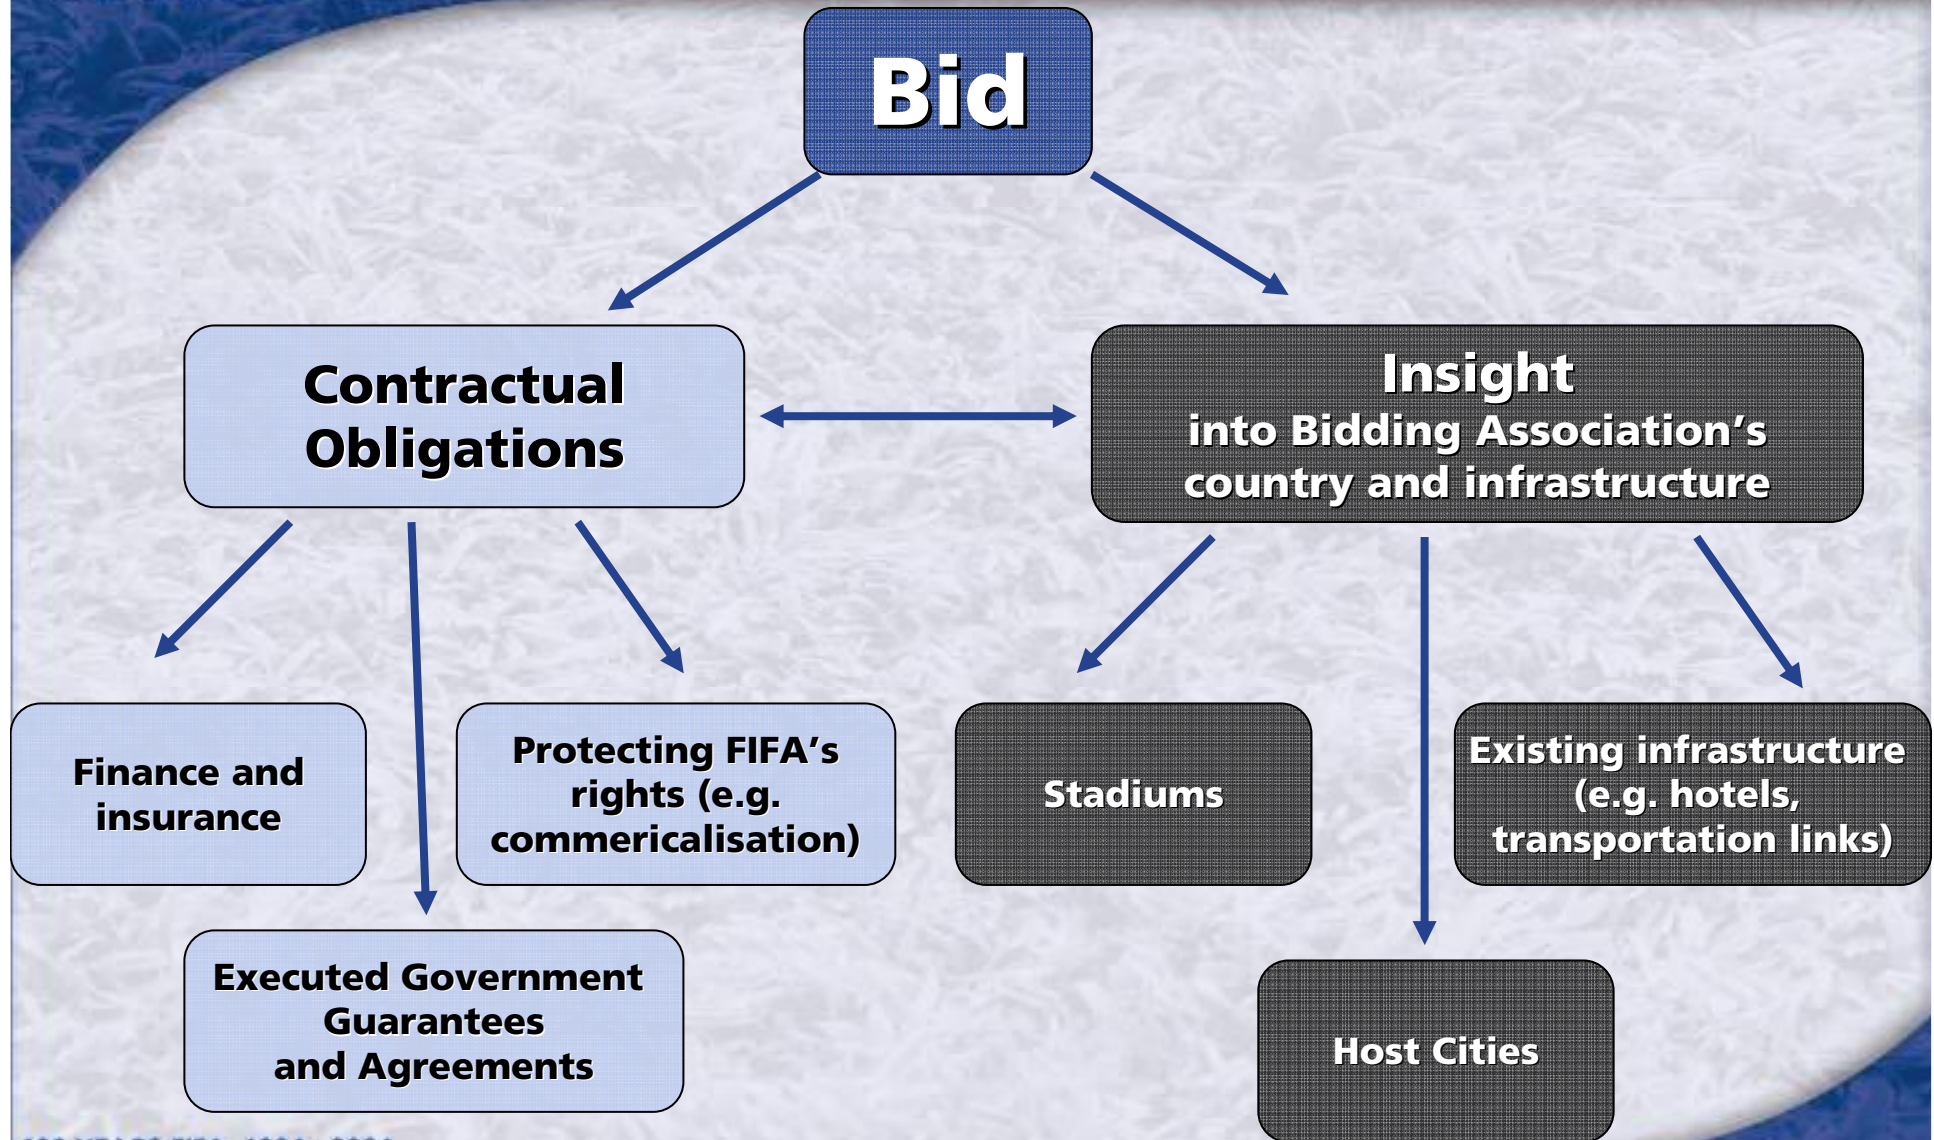 Bid
Contractual
Obligations
Insight
into Bidding Association’s
country and infrastructure
Finance and
insurance
Protecting FIFA’s
rights (e.g.
commericalisation)
Stadiums
Existing infrastructure
(e.g. hotels,
transportation links)
Executed Government
Guarantees
and Agreements
Host Cities